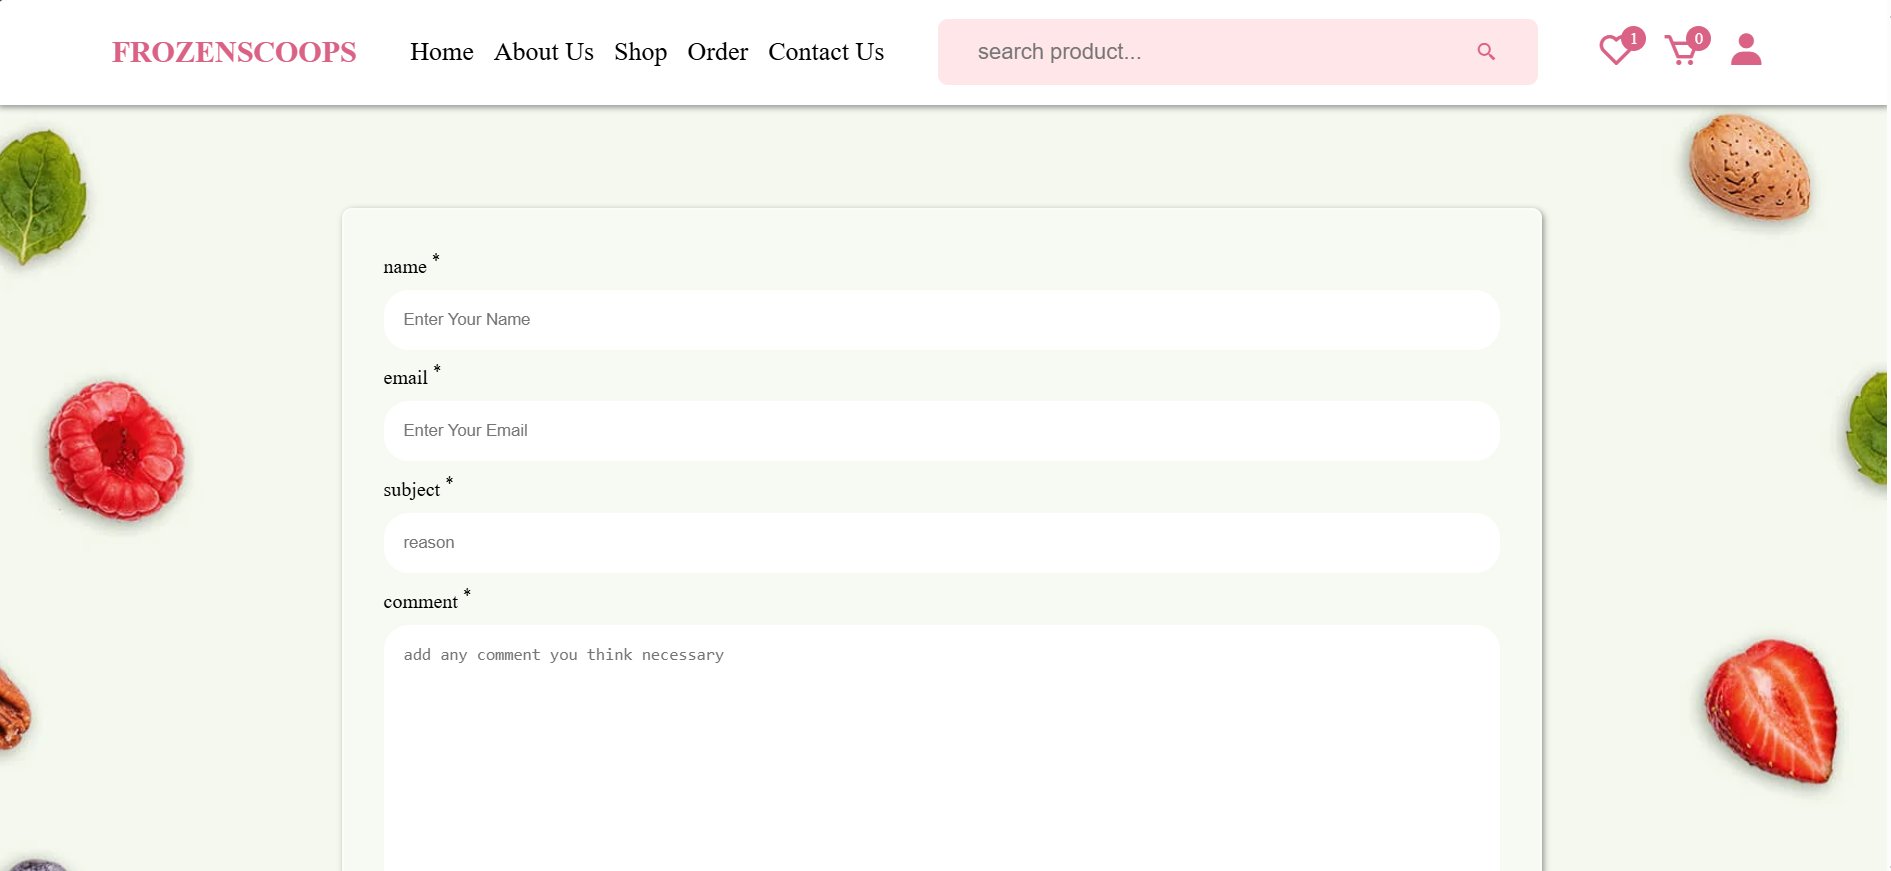 FROZENSCOOPS Home About Us Shop Order Contact Us search product... 1 0
name *
Enter Your Name
email *
Enter Your Email
subject *
reason
comment *
add any comment you think necessary